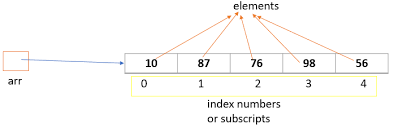 elements
10 87 76 98 56
arr
0 1 2 3 4
index numbers
or subscripts